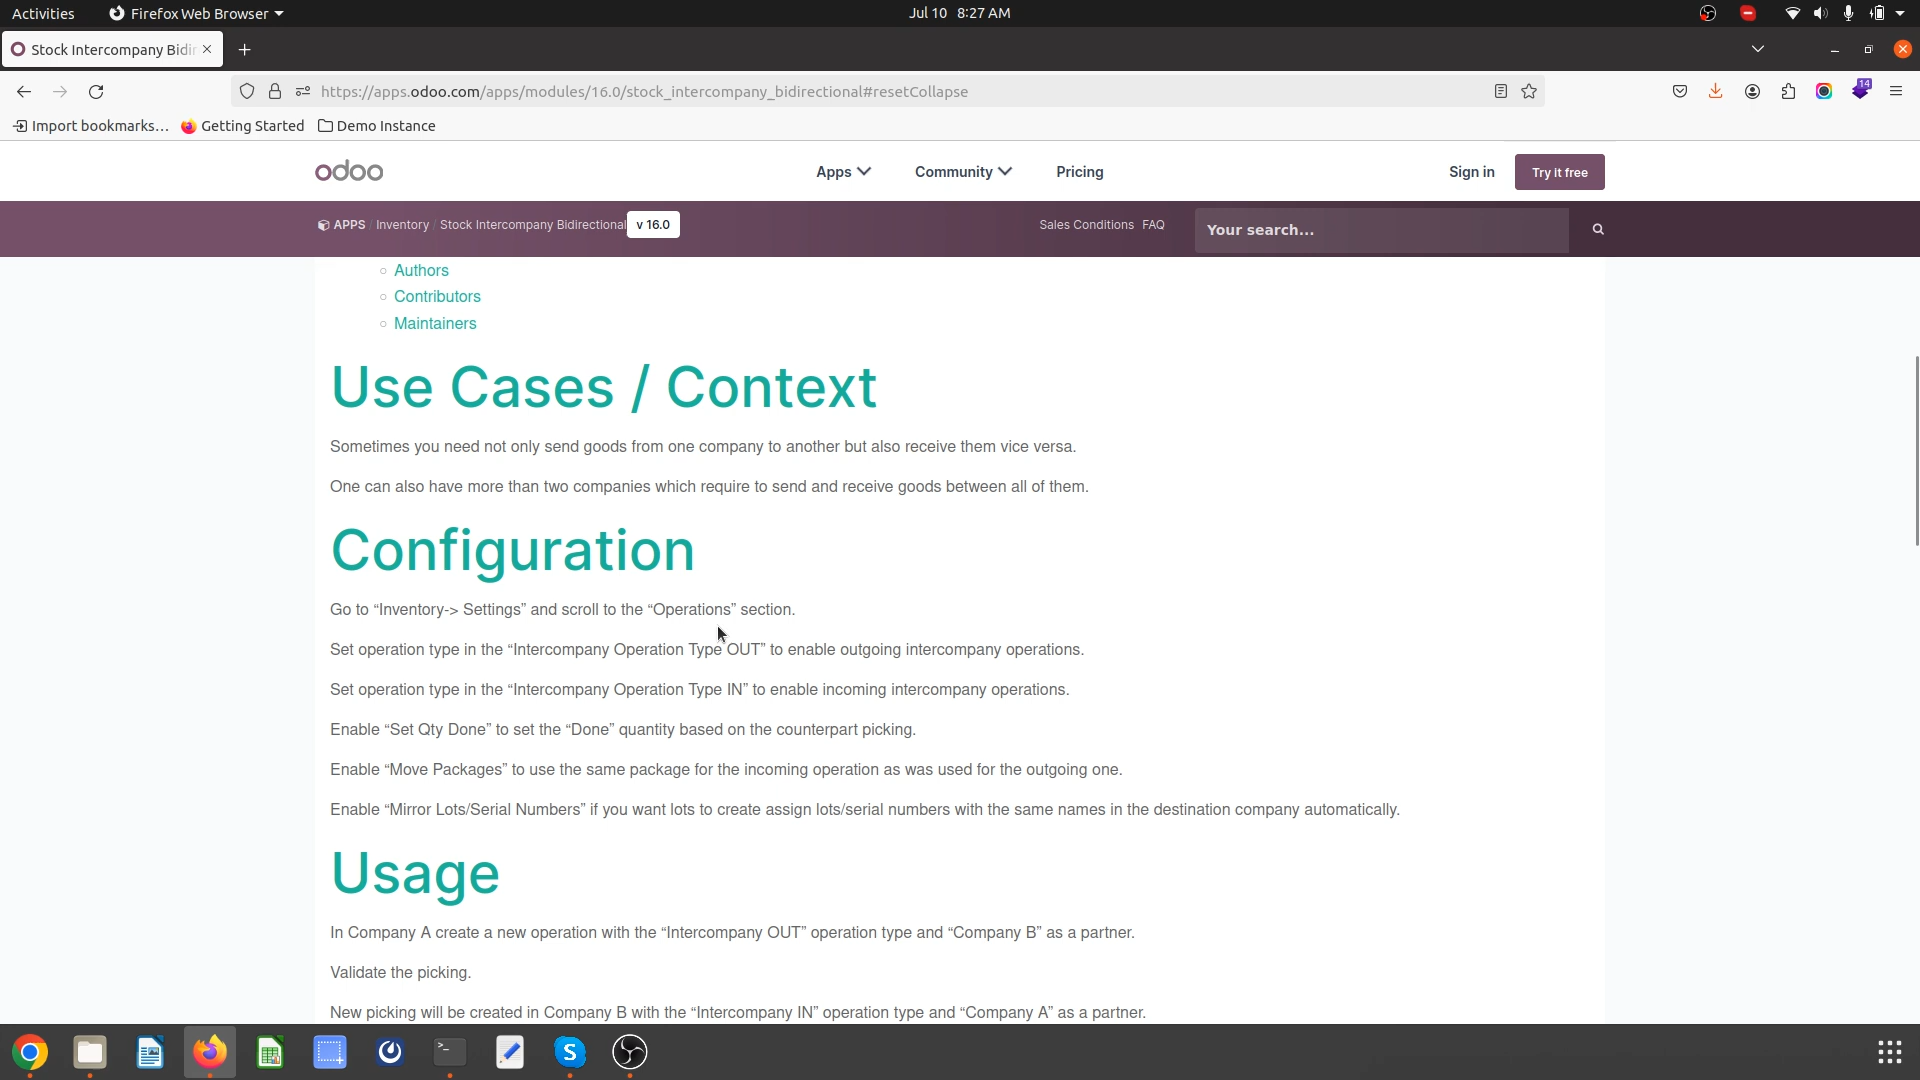 Activities
Firefox Web Browser
Jul 10 8:27 AM
Stock Intercompany Bidir
https://apps.odoo.com/apps/modules/16.0/stock_intercompany_bidirectional#resetCollapse
14
Import bookmarks...
Getting Started
Demo Instance
odoo
Apps
Community
Pricing
Sign in
Try it free
APPS / Inventory / Stock Intercompany Bidirectional
v 16.0
Sales Conditions
FAQ
Your search...
Authors
Contributors
Maintainers
Use Cases / Context
Sometimes you need not only send goods from one company to another but also receive them vice versa.
One can also have more than two companies which require to send and receive goods between all of them.
Configuration
Go to “Inventory-> Settings” and scroll to the “Operations” section.
Set operation type in the “Intercompany Operation Type OUT” to enable outgoing intercompany operations.
Set operation type in the “Intercompany Operation Type IN” to enable incoming intercompany operations.
Enable “Set Qty Done” to set the “Done” quantity based on the counterpart picking.
Enable “Move Packages” to use the same package for the incoming operation as was used for the outgoing one.
Enable “Mirror Lots/Serial Numbers” if you want lots to create assign lots/serial numbers with the same names in the destination company automatically.
Usage
In Company A create a new operation with the “Intercompany OUT” operation type and “Company B” as a partner.
Validate the picking.
New picking will be created in Company B with the “Intercompany IN” operation type and “Company A” as a partner.